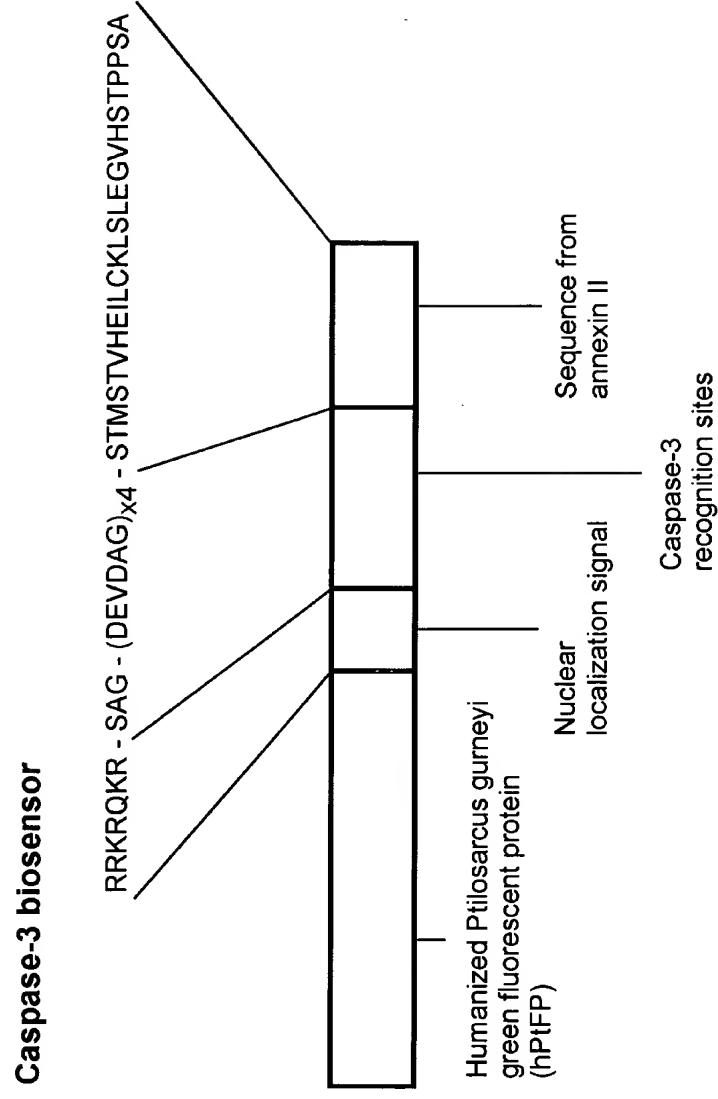 Caspase-3 biosensor
RRKRQKR - SAG - (DEVDAG)x4 - STMSTVHEILCKLSLEGVHSTPPSA
Humanized Ptilosarcus gurneyi
green fluorescent protein
(hPtFP)
Nuclear
localization signal
Caspase-3
recognition sites
Sequence from
annexin II